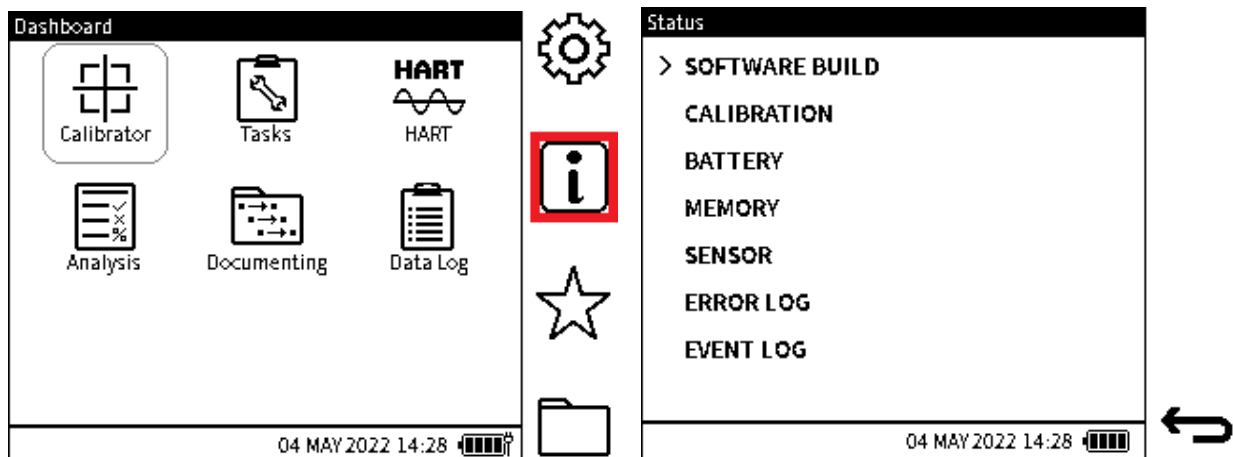 Dashboard
Calibrator
Tasks
HART
HART
Analysis
Documenting
Data Log
04 MAY 2022 14:28
i
Status
> SOFTWARE BUILD
CALIBRATION
BATTERY
MEMORY
SENSOR
ERROR LOG
EVENT LOG
04 MAY 2022 14:28